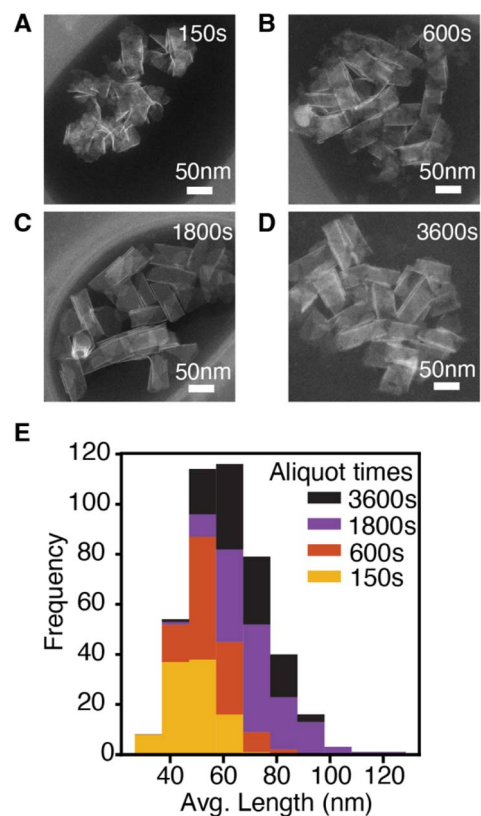 A
150s
50nm
B
600s
50nm
C
1800s
50nm
D
3600s
50nm
E
Aliquot times
3600s
1800s
600s
150s
Frequency
120
100
80
60
40
20
0
40 60 80 100 120
Avg. Length (nm)